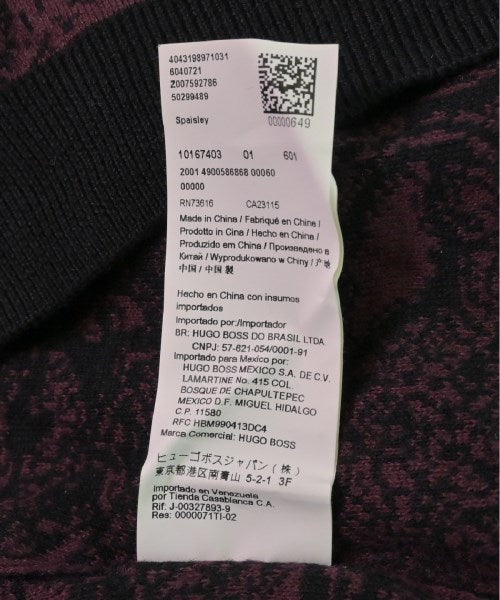 4043198971031
6040721
Z007592786
50299489
Spaisley
00000649
10167403 01 601
2001 4900586868 00060
00000
RN73616 CA23115
Made in China / Fabriqué en Chine /
Prodotto in Cina / Hecho en China /
Produzido em China / Произведено в
Китай / Wyprodukowano w Chiny / 产地
中国 / 中国 製
Hecho en China con insumos
importados
Importado por:/Importador
BR: HUGO BOSS DO BRASIL LTDA.
CNPJ: 57-621-054/0001-91
Importado para Mexico por:
HUGO BOSS MEXICO S.A. DE C.V.
LAMARTINE No. 415 COL.
BOSQUE DE CHAPULTEPEC
MEXICO D.F. MIGUEL HIDALGO
C.P. 11580
RFC HBM990413DC4
Marca Comercial: HUGO BOSS
ヒューゴボスジャパン(株)
東京都港区南青山 5-2-1 3F
Importado en Venezuela
por Tienda Casablanca C.A.
Rif: J-00327893-9
Res: 0000071TI-02